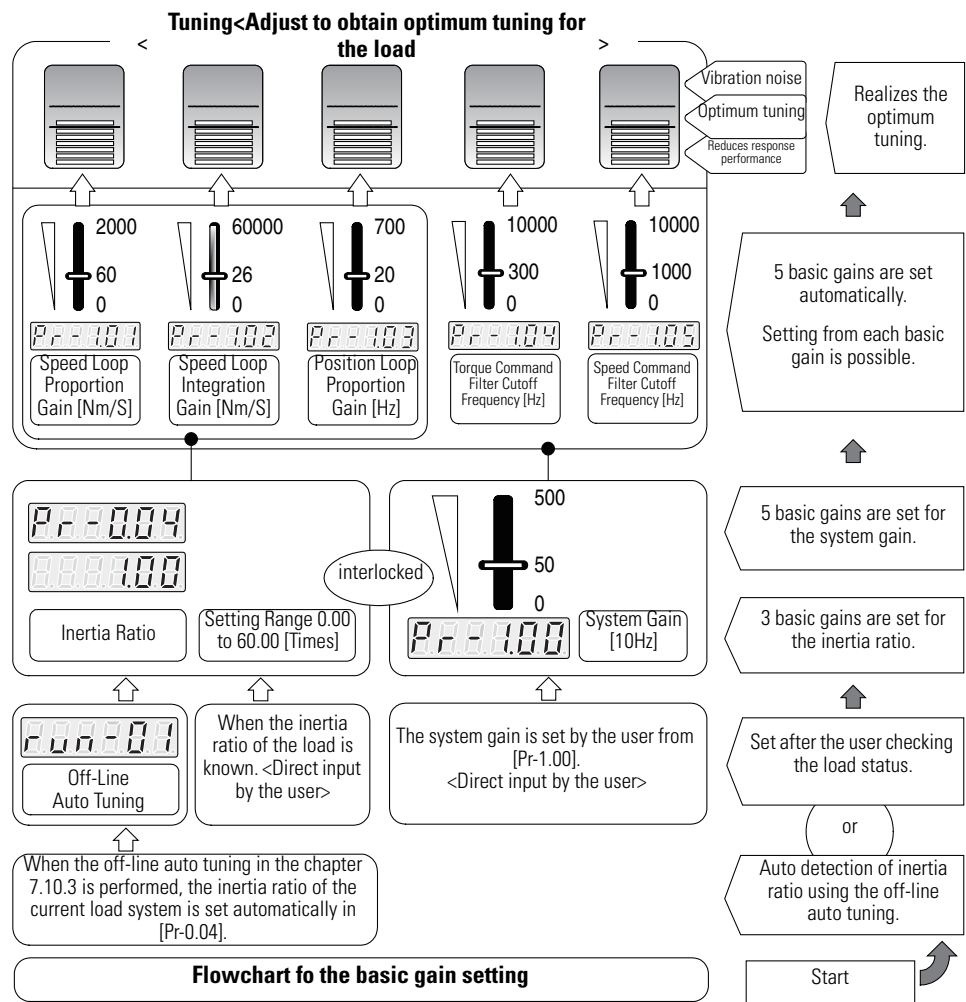 Tuning<Adjust to obtain optimum tuning for
< the load >
Vibration noise
Optimum tuning
Reduces response
performance
Realizes the
optimum
tuning.
2000
60
0
Pr-1.01
Speed Loop
Proportion
Gain [Nm/S]
60000
26
0
Pr-1.02
Speed Loop
Integration
Gain [Nm/S]
700
20
0
Pr-1.03
Position Loop
Proportion
Gain [Hz]
10000
300
0
Pr-1.04
Torque Command
Filter Cutoff
Frequency [Hz]
10000
1000
0
Pr-1.05
Speed Command
Filter Cutoff
Frequency [Hz]
5 basic gains are set
automatically.
Setting from each basic
gain is possible.
Pr-0.04
1.00
Inertia Ratio
Setting Range 0.00
to 60.00 [Times]
interlocked
500
50
0
Pr-1.00
System Gain
[10Hz]
5 basic gains are set for
the system gain.
3 basic gains are set for
the inertia ratio.
run-01
Off-Line
Auto Tuning
When the inertia
ratio of the load is
known. <Direct input
by the user>
The system gain is set by the user from
[Pr-1.00].
<Direct input by the user>
Set after the user checking
the load status.
or
Auto detection of inertia
ratio using the off-line
auto tuning.
When the off-line auto tuning in the chapter
7.10.3 is performed, the inertia ratio of the
current load system is set automatically in
[Pr-0.04].
Flowchart fo the basic gain setting
Start